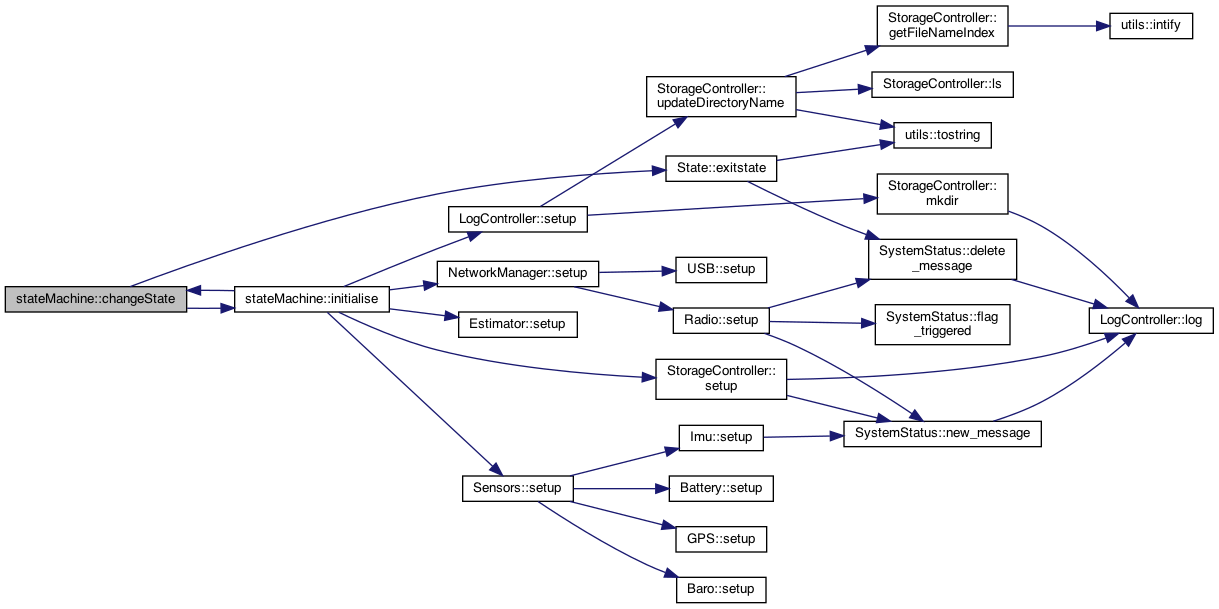 StorageController::
getFileNameIndex
utils::intify
StorageController::
updateDirectoryName
StorageController::ls
utils::tostring
State::exitstate
StorageController::
mkdir
LogController::setup
SystemStatus::delete
_message
NetworkManager::setup
USB::setup
stateMachine::changeState
stateMachine::initialise
Estimator::setup
Radio::setup
SystemStatus::flag
_triggered
LogController::log
StorageController::
setup
Imu::setup
SystemStatus::new_message
Sensors::setup
Battery::setup
GPS::setup
Baro::setup